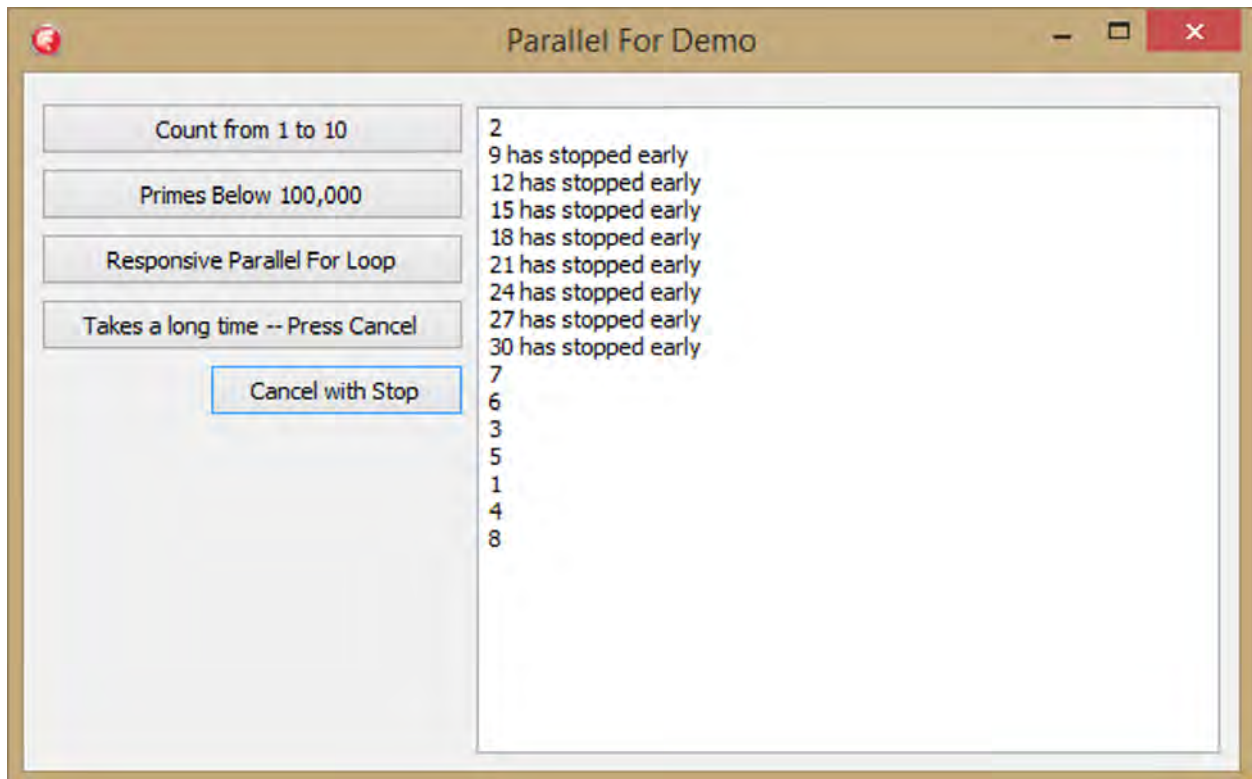 Parallel For Demo
Count from 1 to 10
Primes Below 100,000
Responsive Parallel For Loop
Takes a long time -- Press Cancel
Cancel with Stop
2
9 has stopped early
12 has stopped early
15 has stopped early
18 has stopped early
21 has stopped early
24 has stopped early
27 has stopped early
30 has stopped early
7
6
3
5
1
4
8